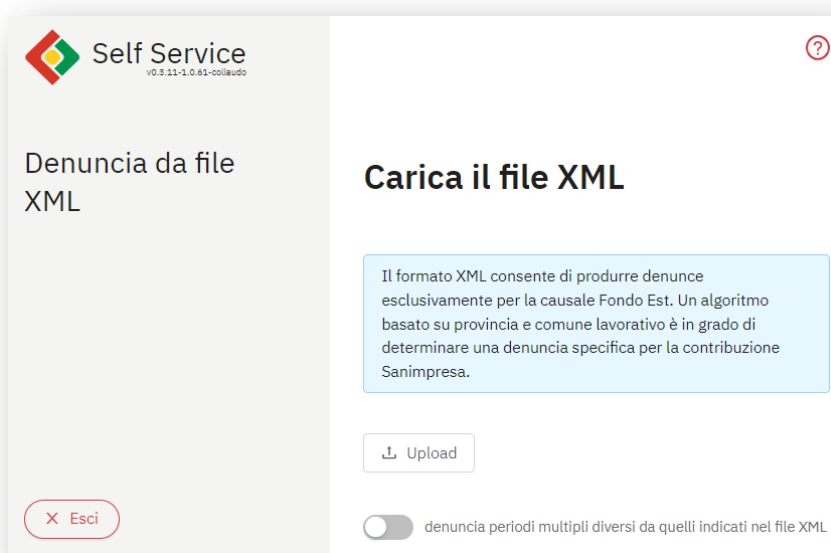 Self Service
v0.3.11-1.0.61-collaudo
Denuncia da file
XML
Carica il file XML
Il formato XML consente di produrre denunce
esclusivamente per la causale Fondo Est. Un algoritmo
basato su provincia e comune lavorativo è in grado di
determinare una denuncia specifica per la contribuzione
Sanimpresa.
Upload
denuncia periodi multipli diversi da quelli indicati nel file XML
Esci